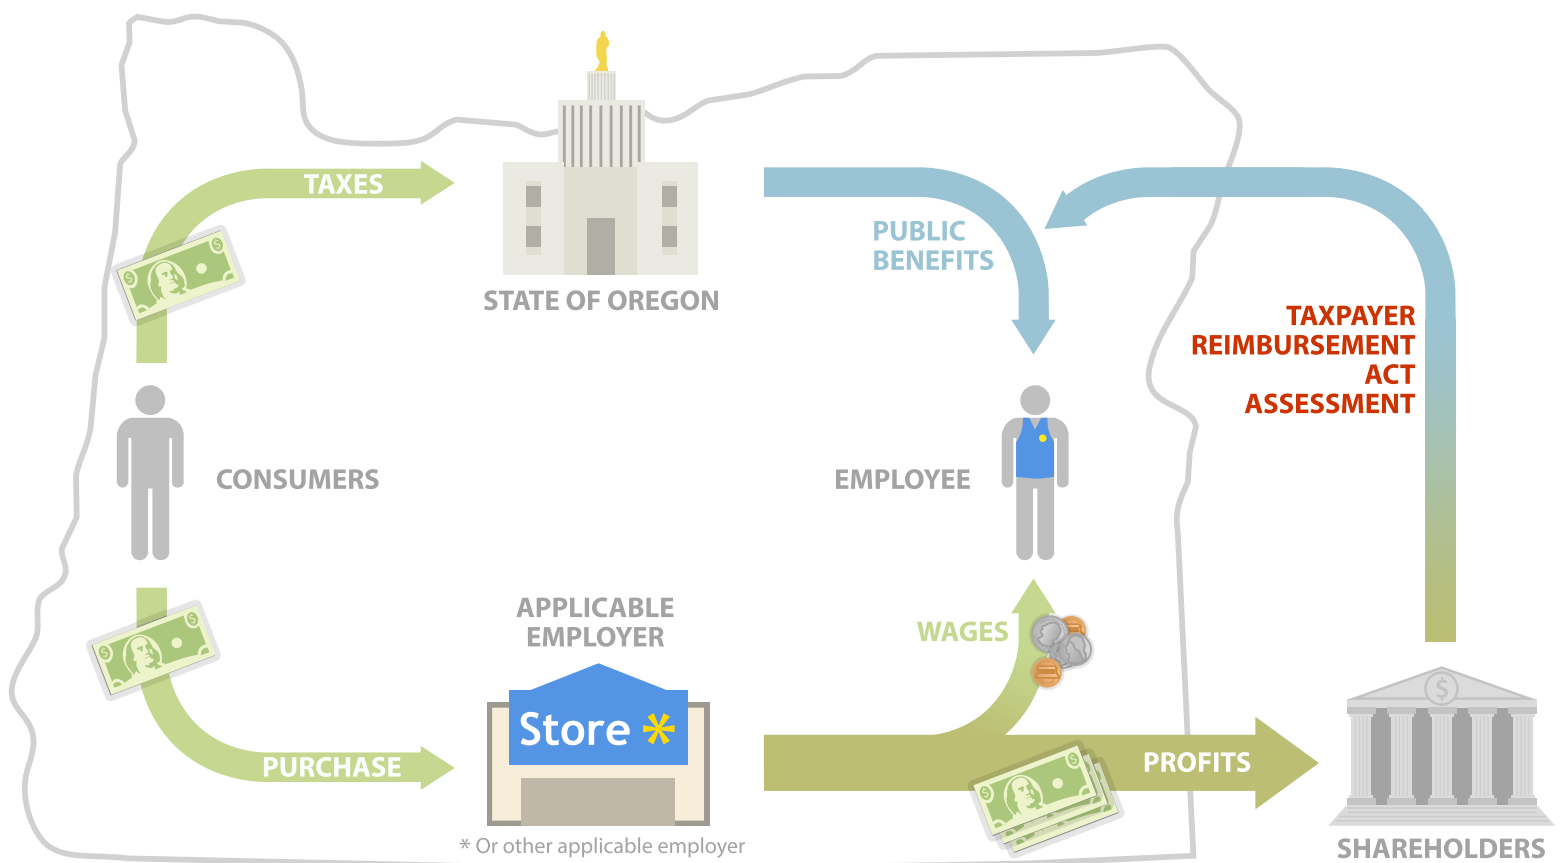 TAXES
STATE OF OREGON
PUBLIC
BENEFITS
TAXPAYER
REIMBURSEMENT
ACT
ASSESSMENT
CONSUMERS
EMPLOYEE
APPLICABLE
EMPLOYER
WAGES
Store *
PURCHASE
PROFITS
* Or other applicable employer
$
SHAREHOLDERS